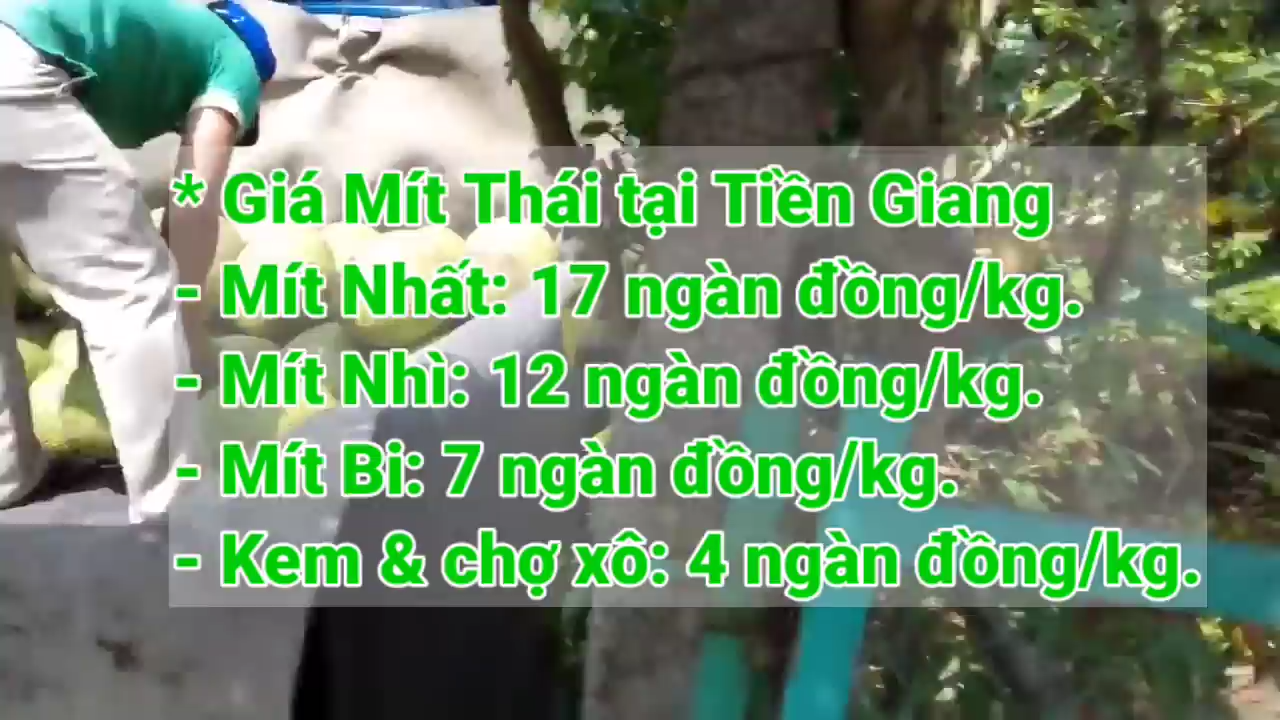 * Giá Mít Thái tại Tiền Giang
- Mít Nhất: 17 ngàn đồng/kg.
- Mít Nhì: 12 ngàn đồng/kg.
- Mít Bi: 7 ngàn đồng/kg.
- Kem & chợ xô: 4 ngàn đồng/kg.